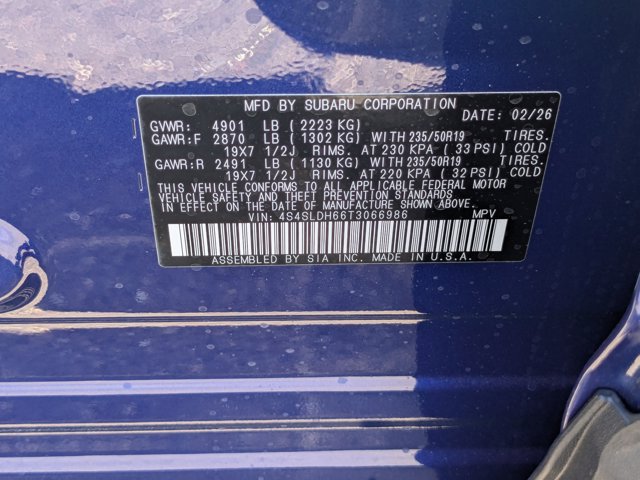 MFD BY SUBARU CORPORATION
DATE: 02/26
GVWR: 4901 LB ( 2223 KG)
GAWR:F 2870 LB ( 1302 KG) WITH 235/50R19 TIRES.
19X7 1/2J RIMS. AT 230 KPA ( 33 PSI) COLD
GAWR:R 2491 LB ( 1130 KG) WITH 235/50R19 TIRES.
19X7 1/2J RIMS. AT 220 KPA ( 32 PSI) COLD
THIS VEHICLE CONFORMS TO ALL APPLICABLE FEDERAL MOTOR
VEHICLE SAFETY, BUMPER, AND THEFT PREVENTION
STANDARDS IN EFFECT ON THE DATE OF MANUFACTURE SHOWN ABOVE.
VIN: 4S4SLDH66T3066986 MPV
ASSEMBLED BY SIA INC. MADE IN U.S.A.